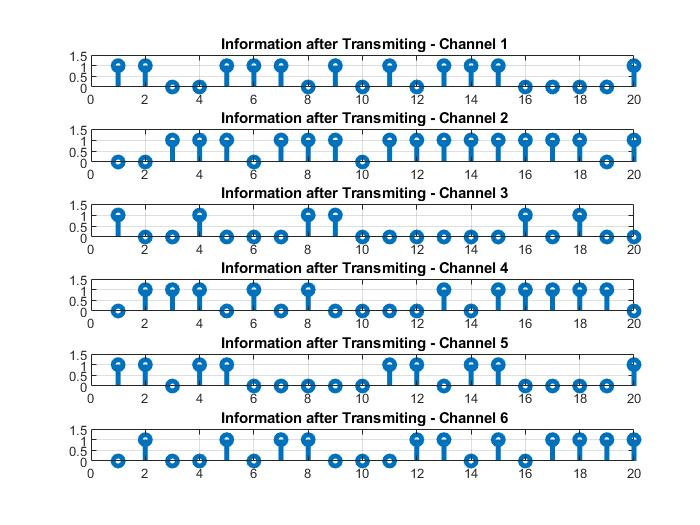 Information after Transmiting - Channel 1
1.5
1
0.5
0
0 2 4 6 8 10 12 14 16 18 20
Information after Transmiting - Channel 2
1.5
1
0.5
0
0 2 4 6 8 10 12 14 16 18 20
Information after Transmiting - Channel 3
1.5
1
0.5
0
0 2 4 6 8 10 12 14 16 18 20
Information after Transmiting - Channel 4
1.5
1
0.5
0
0 2 4 6 8 10 12 14 16 18 20
Information after Transmiting - Channel 5
1.5
1
0.5
0
0 2 4 6 8 10 12 14 16 18 20
Information after Transmiting - Channel 6
1.5
1
0.5
0
0 2 4 6 8 10 12 14 16 18 20